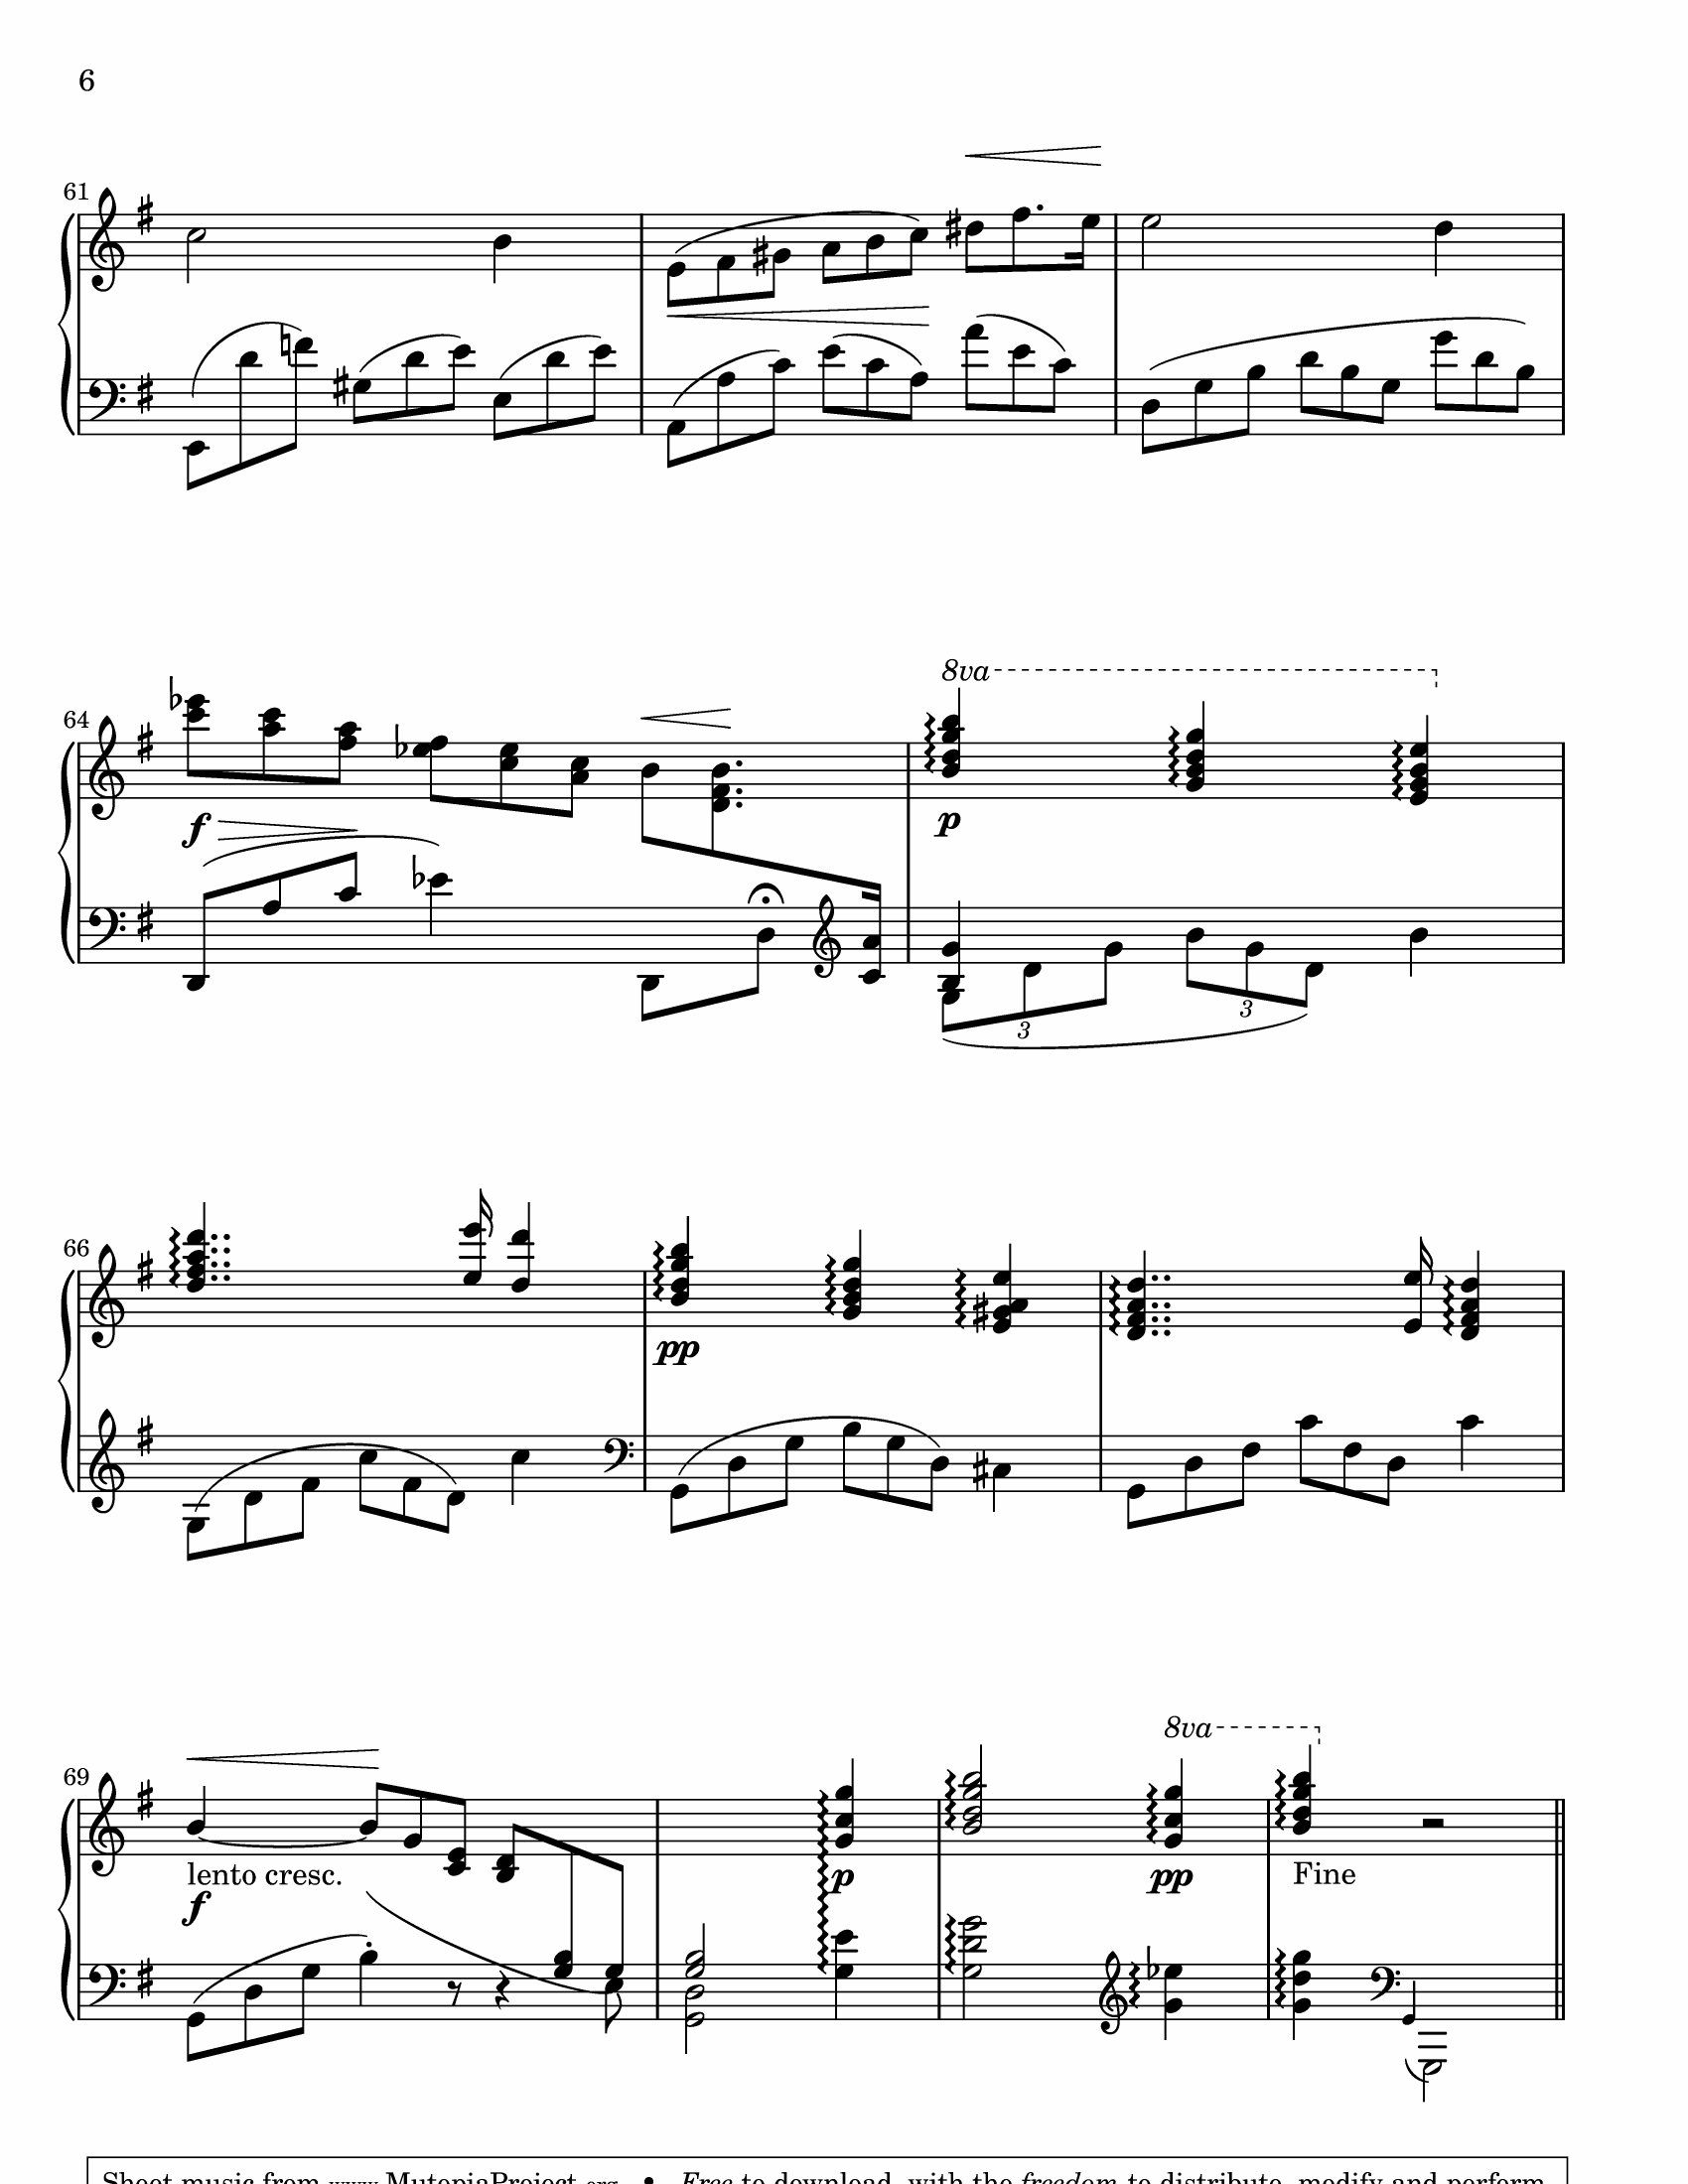 6
61
64
f
8va
p
3
3
66
pp
69
lento cresc.
f
p
8va
pp
Fine
Sheet music from www.MutopiaProject.org • Free to download, with the freedom to distribute, modify and perform